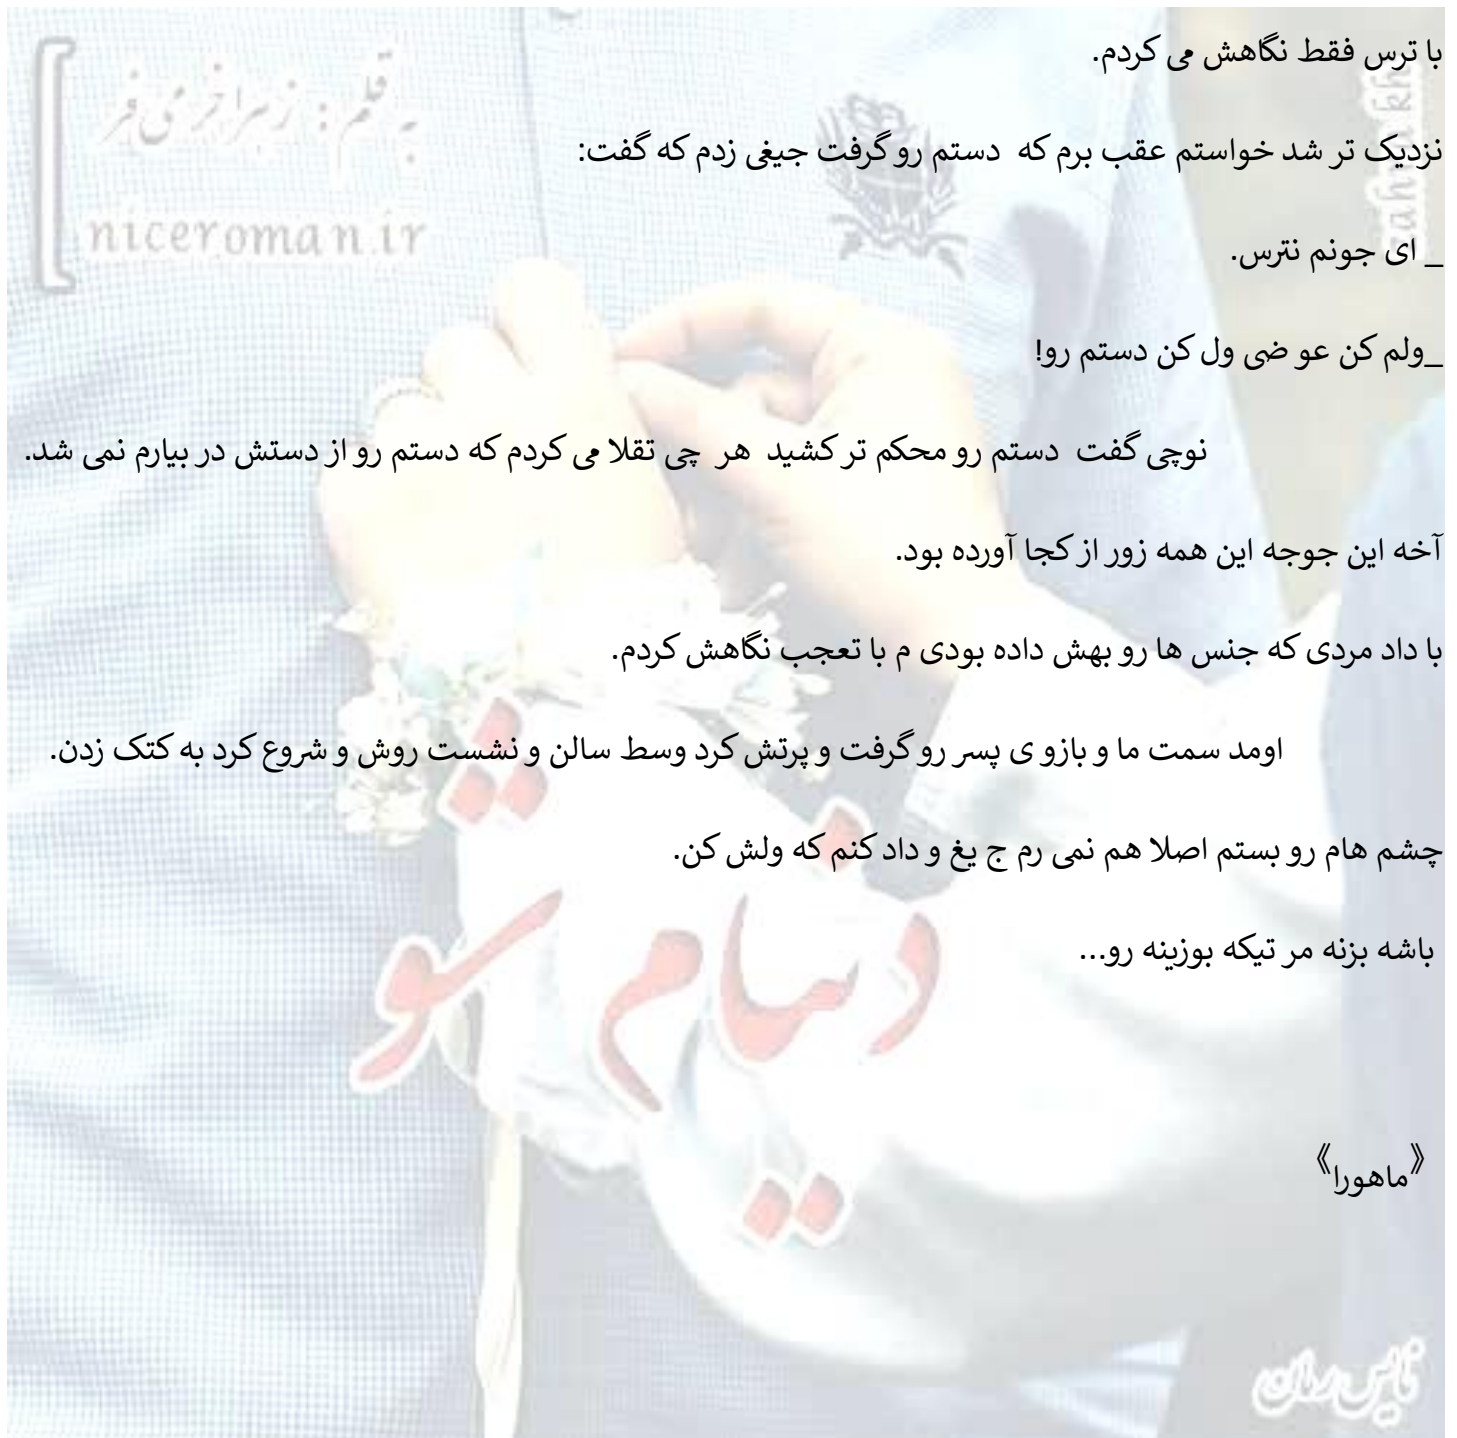 با ترس فقط نگاهش می کردم.
نزدیک تر شد خواستم عقب برم که دستم رو گرفت جیغی زدم که گفت:
_ ای جونم نترس.
_ولم کن عو ضی ول کن دستم رو!
نوچی گفت دستم رو محکم تر کشید هر چی تقلا می کردم که دستم رو از دستش در بیارم نمی شد.
آخه این جوجه این همه زور از کجا آورده بود.
با داد مردی که جنس ها رو بهش داده بودی م با تعجب نگاهش کردم.
اومد سمت ما و بازو ی پسر رو گرفت و پرتش کرد وسط سالن و نشست روش و شروع کرد به کتک زدن.
چشم هام رو بستم اصلا هم نمی رم ج یغ و داد کنم که ولش کن.
باشه بزنه مر تیکه بوزینه رو...
《ماهورا》
به قلم: زهرا خرمی فر
niceroman.ir
دنیام شو
نایس رمان